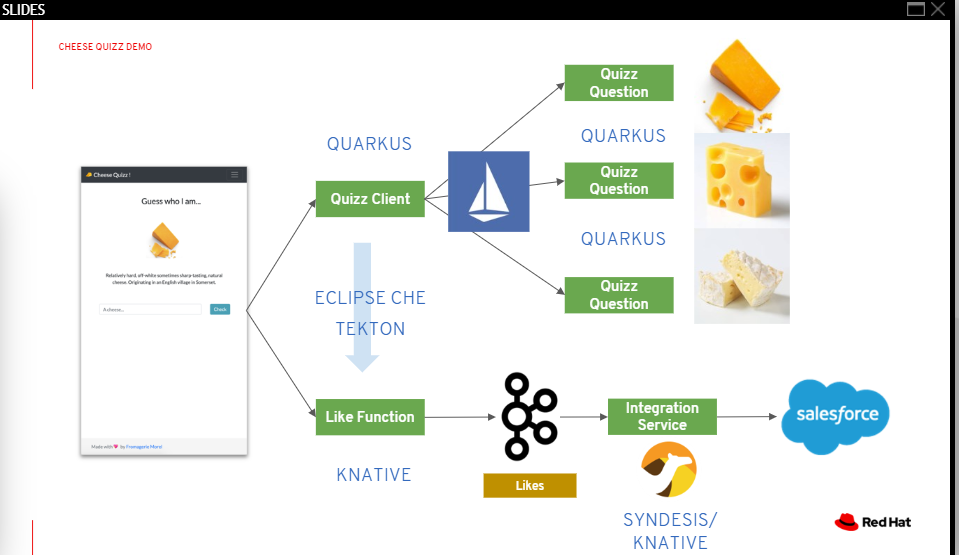 SLIDES
CHEESE QUIZZ DEMO
Cheese Quizz !
Guess who I am...
Relatively hard, off-white sometimes sharp-tasting, natural
cheese. Originating in an English village in Somerset.
A cheese...
Check
Made with
by Fromagerie Morel
QUARKUS
Quizz Client
Quizz
Question
QUARKUS
Quizz
Question
QUARKUS
Quizz
Question
ECLIPSE CHE
TEKTON
Like Function
KNATIVE
Likes
Integration
Service
SYNDESIS/
KNATIVE
salesforce
Red Hat